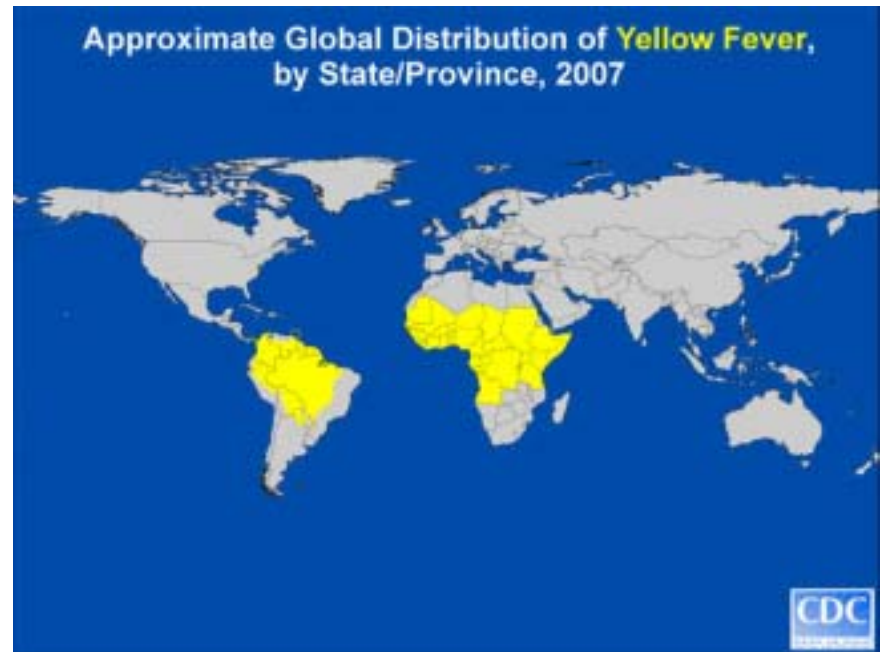 Approximate Global Distribution of Yellow Fever,
by State/Province, 2007
CDC